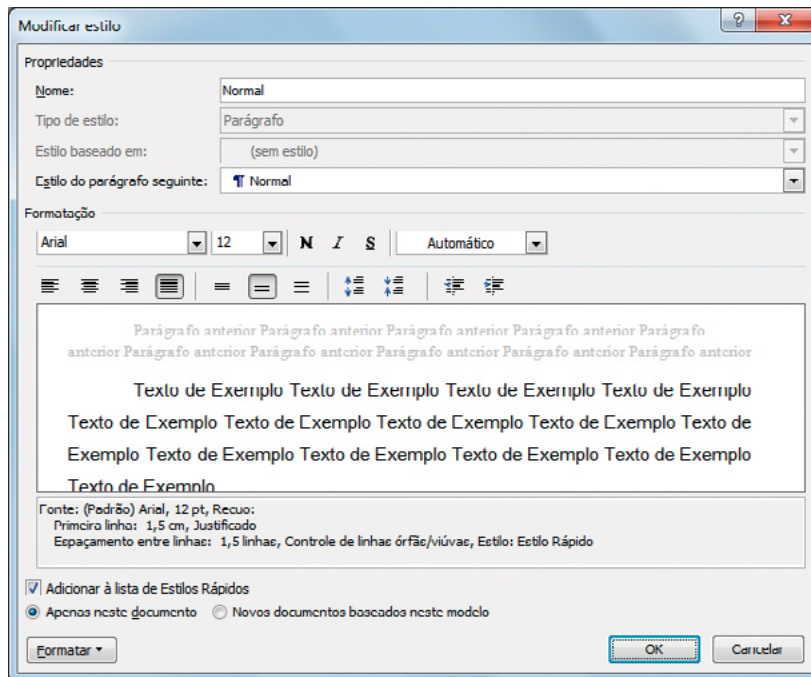 Modificar estilo
Propriedades
Nome: Normal
Tipo de estilo: Parágrafo
Estilo baseado em: (sem estilo)
Estilo do parágrafo seguinte: ¶ Normal
Formatação
Arial 12 N I S Automático
Parágrafo anterior Parágrafo anterior Parágrafo anterior Parágrafo anterior Parágrafo
anterior Parágrafo anterior Parágrafo anterior Parágrafo anterior Parágrafo anterior
Texto de Exemplo Texto de Exemplo Texto de Exemplo Texto de Exemplo
Texto de Exemplo Texto de Exemplo Texto de Exemplo Texto de Exemplo Texto de
Exemplo Texto de Exemplo Texto de Exemplo Texto de Exemplo Texto de Exemplo
Texto de Exemplo
Fonte: (Padrão) Arial, 12 pt, Recuo:
Primeira linha: 1,5 cm, Justificado
Espaçamento entre linhas: 1,5 linhas, Controle de linhas órfãs/viúvas, Estilo: Estilo Rápido
Adicionar à lista de Estilos Rápidos
Apenas neste documento Novos documentos baseados neste modelo
Formatar OK Cancelar